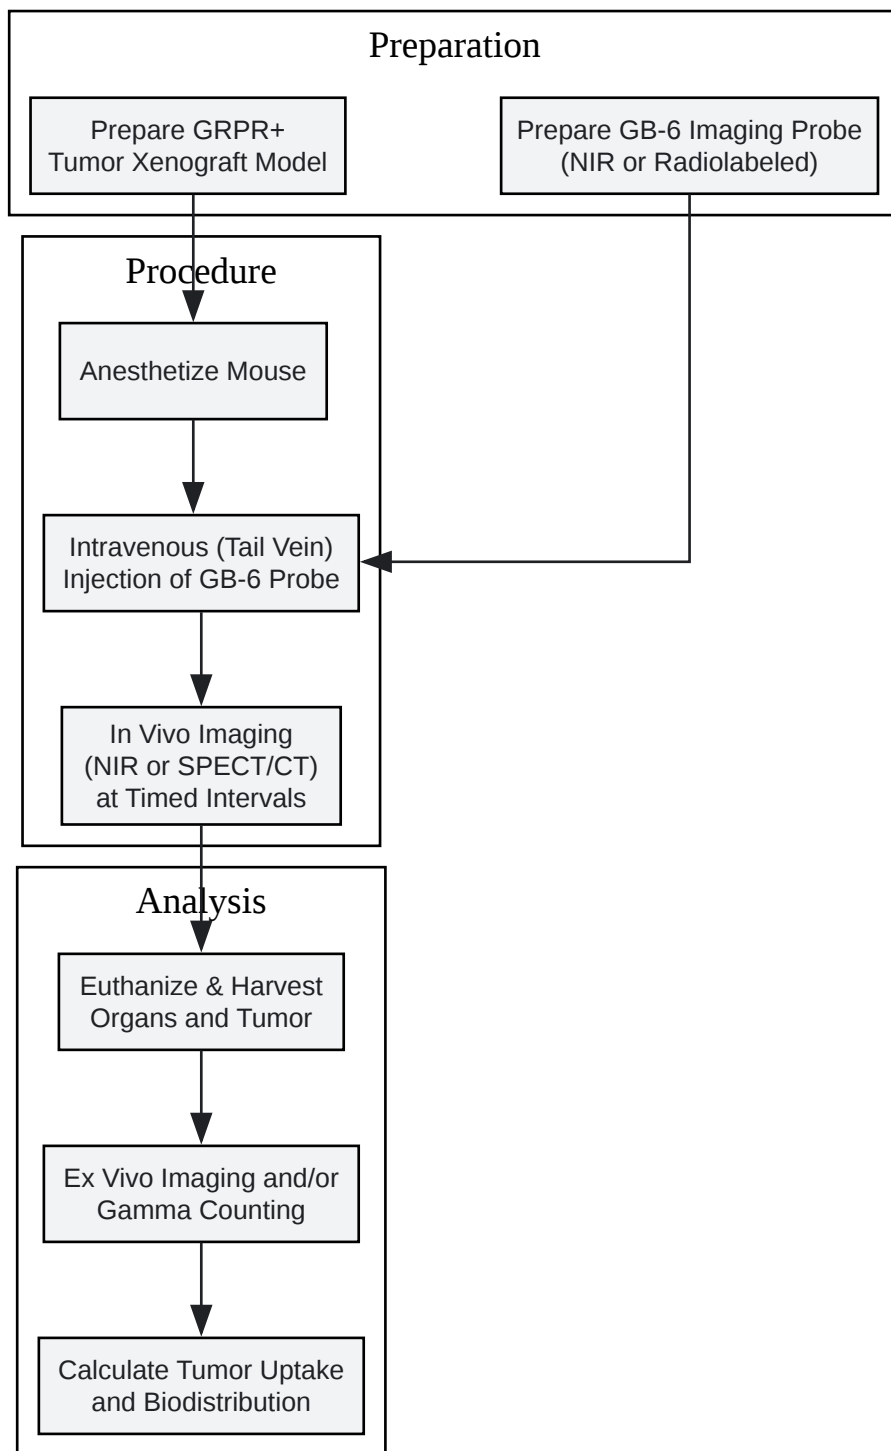 Preparation
Prepare GRPR+
Tumor Xenograft Model
Prepare GB-6 Imaging Probe
(NIR or Radiolabeled)
Procedure
Anesthetize Mouse
Intravenous (Tail Vein)
Injection of GB-6 Probe
In Vivo Imaging
(NIR or SPECT/CT)
at Timed Intervals
Analysis
Euthanize & Harvest
Organs and Tumor
Ex Vivo Imaging and/or
Gamma Counting
Calculate Tumor Uptake
and Biodistribution